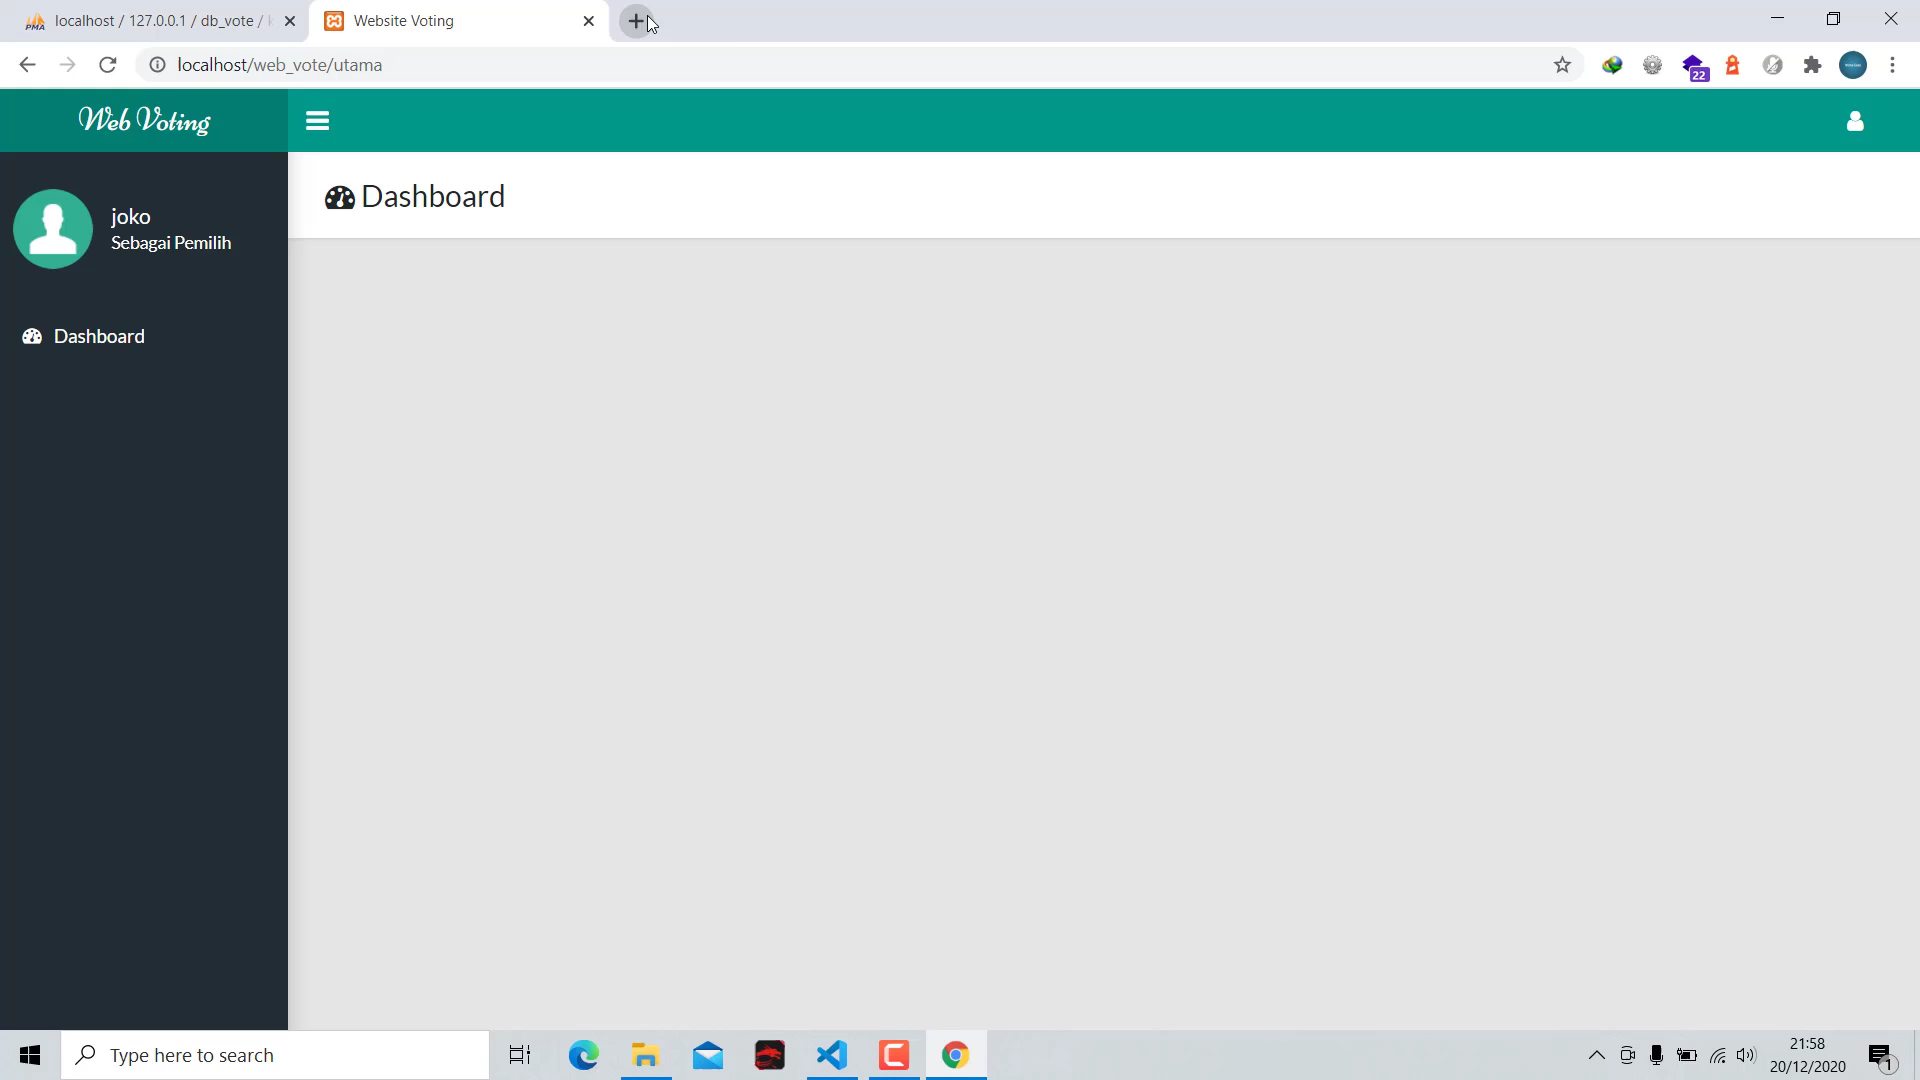 localhost / 127.0.0.1 / db_vote /
Website Voting
localhost/web_vote/utama
22
Web Voting
Dashboard
joko
Sebagai Pemilih
Dashboard
Type here to search
21:58
20/12/2020
1